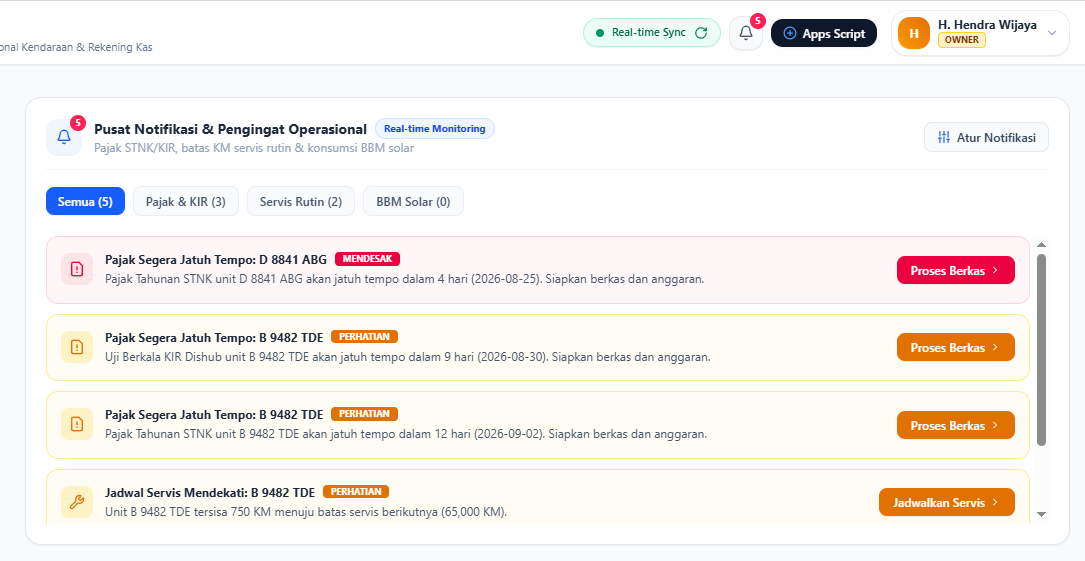 Real-time Sync
5
Apps Script
H
H. Hendra Wijaya
OWNER
onal Kendaraan & Rekening Kas
5
Pusat Notifikasi & Pengingat Operasional
Real-time Monitoring
Pajak STNK/KIR, batas KM servis rutin & konsumsi BBM solar
Atur Notifikasi
Semua (5)
Pajak & KIR (3)
Servis Rutin (2)
BBM Solar (0)
Pajak Segera Jatuh Tempo: D 8841 ABG
MENDESAK
Pajak Tahunan STNK unit D 8841 ABG akan jatuh tempo dalam 4 hari (2026-08-25). Siapkan berkas dan anggaran.
Proses Berkas
Pajak Segera Jatuh Tempo: B 9482 TDE
PERHATIAN
Uji Berkala KIR Dishub unit B 9482 TDE akan jatuh tempo dalam 9 hari (2026-08-30). Siapkan berkas dan anggaran.
Proses Berkas
Pajak Segera Jatuh Tempo: B 9482 TDE
PERHATIAN
Pajak Tahunan STNK unit B 9482 TDE akan jatuh tempo dalam 12 hari (2026-09-02). Siapkan berkas dan anggaran.
Proses Berkas
Jadwal Servis Mendekati: B 9482 TDE
PERHATIAN
Unit B 9482 TDE tersisa 750 KM menuju batas servis berikutnya (65,000 KM).
Jadwalkan Servis